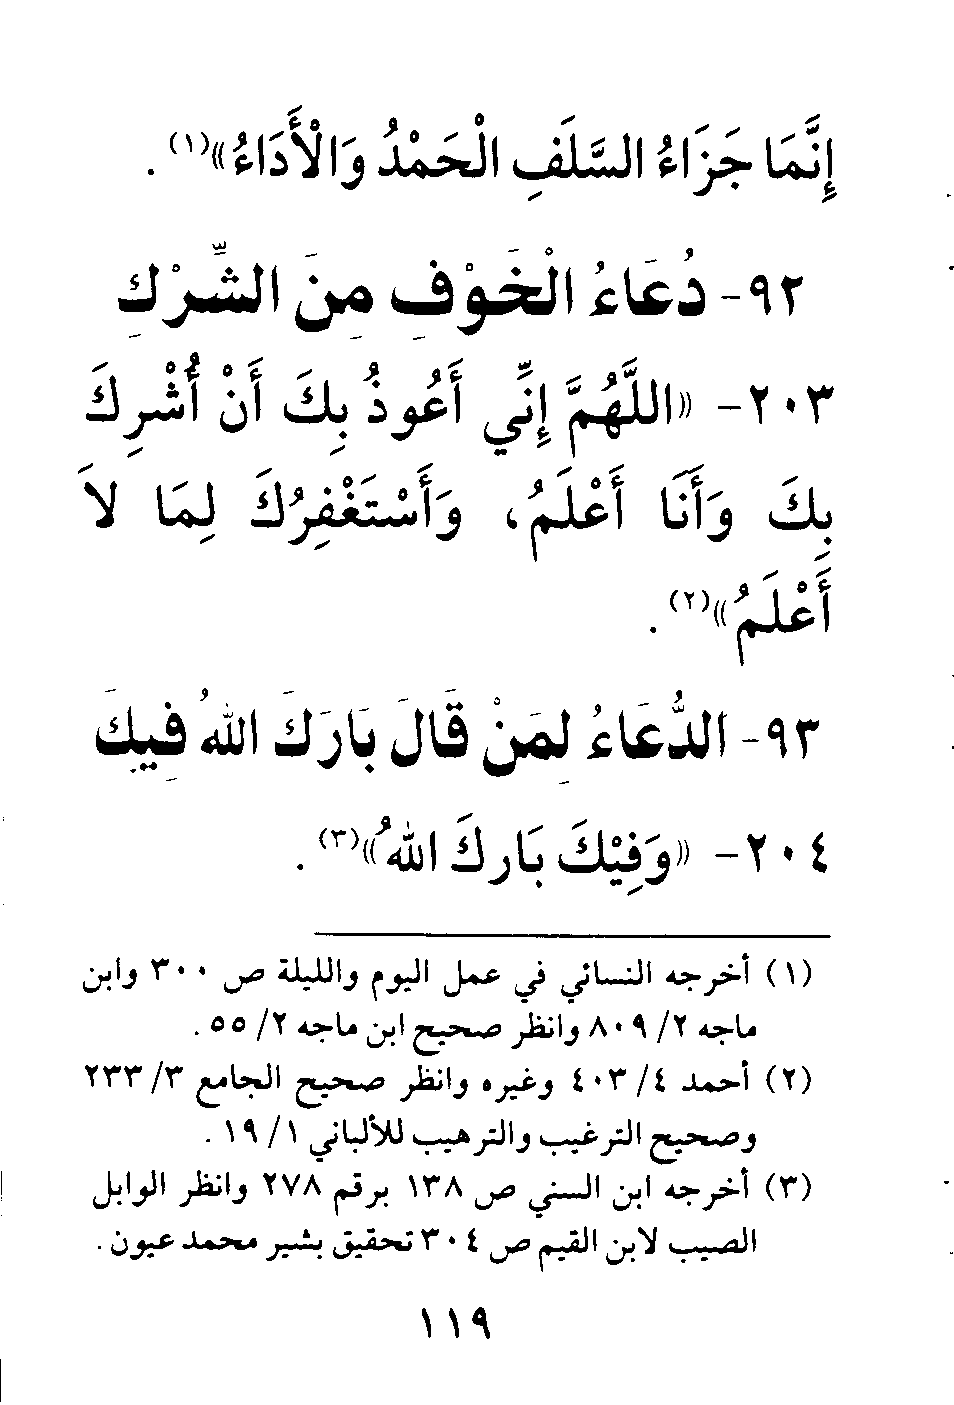 إِنَّمَا جَزَاءُ السَّلَفِ الْحَمْدُ وَالْأَدَاءُ»(١) .
٩٢- دُعَاءُ الْخَوْفِ مِنَ الشِّرْكِ
٢٠٣- «اللَّهُمَّ إِنِّي أَعُوذُ بِكَ أَنْ أُشْرِكَ
بِكَ وَأَنَا أَعْلَمُ، وَأَسْتَغْفِرُكَ لِمَا لاَ
أَعْلَمُ»(٢) .
٩٣- الدُّعَاءُ لِمَنْ قَالَ بَارَكَ اللهُ فِيكَ
٢٠٤- «وَفِيْكَ بَارَكَ اللهُ»(٣) .
(١) أخرجه النسائي في عمل اليوم والليلة ص ٣٠٠ وابن
ماجه ٢/ ٨٠٩ وانظر صحيح ابن ماجه ٢/ ٥٥ .
(٢) أحمد ٤/ ٤٠٣ وغيره وانظر صحيح الجامع ٣/ ٢٣٣
وصحيح الترغيب والترهيب للألباني ١/ ١٩ .
(٣) أخرجه ابن السني ص ١٣٨ برقم ٢٧٨ وانظر الوابل
الصيب لابن القيم ص ٣٠٤ تحقيق بشير محمد عيون .
١١٩